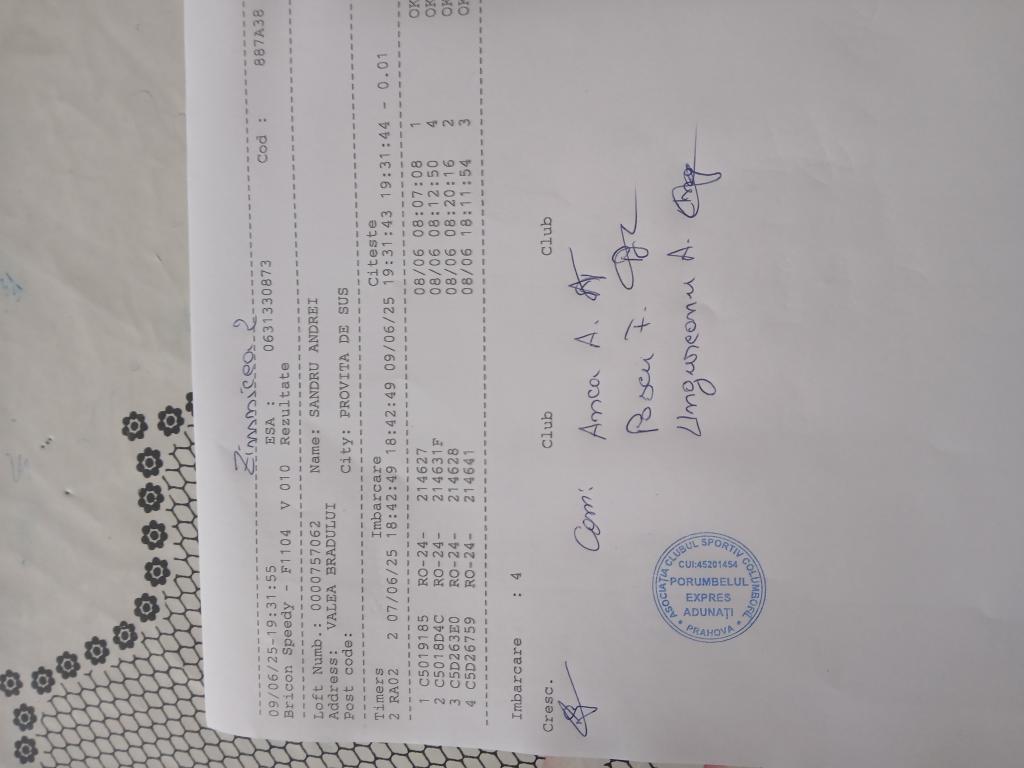 Zimnicea 2
09/06/25-19:31:55 ESA : 0631330873 Cod : 887A38
Bricon Speedy - F1104 V 010 Rezultate
Loft Numb.: 0000757062 Name: SANDRU ANDREI
Address: VALEA BRADULUI
Post code: City: PROVITA DE SUS
Timers Imbarcare Citeste
2 RA02 2 07/06/25 18:42:49 18:42:49 09/06/25 19:31:43 19:31:44 - 0.01
1 C5019185 RO-24- 214627 08/06 08:07:08 1 OK
2 C5018D4C RO-24- 214631F 08/06 08:12:50 4 OK
3 C5D263E0 RO-24- 214628 08/06 08:20:16 2 OK
4 C5D26759 RO-24- 214641 08/06 18:11:54 3 OK
Imbarcare : 4
Cresc. Club Club
Com: Anca A.
Pascu F.
Ungureanu A.
ASOCIAȚIA CLUBUL SPORTIV COLUMBOFIL
CUI:45201454
PORUMBELUL
EXPRES
ADUNAȚI
* PRAHOVA *